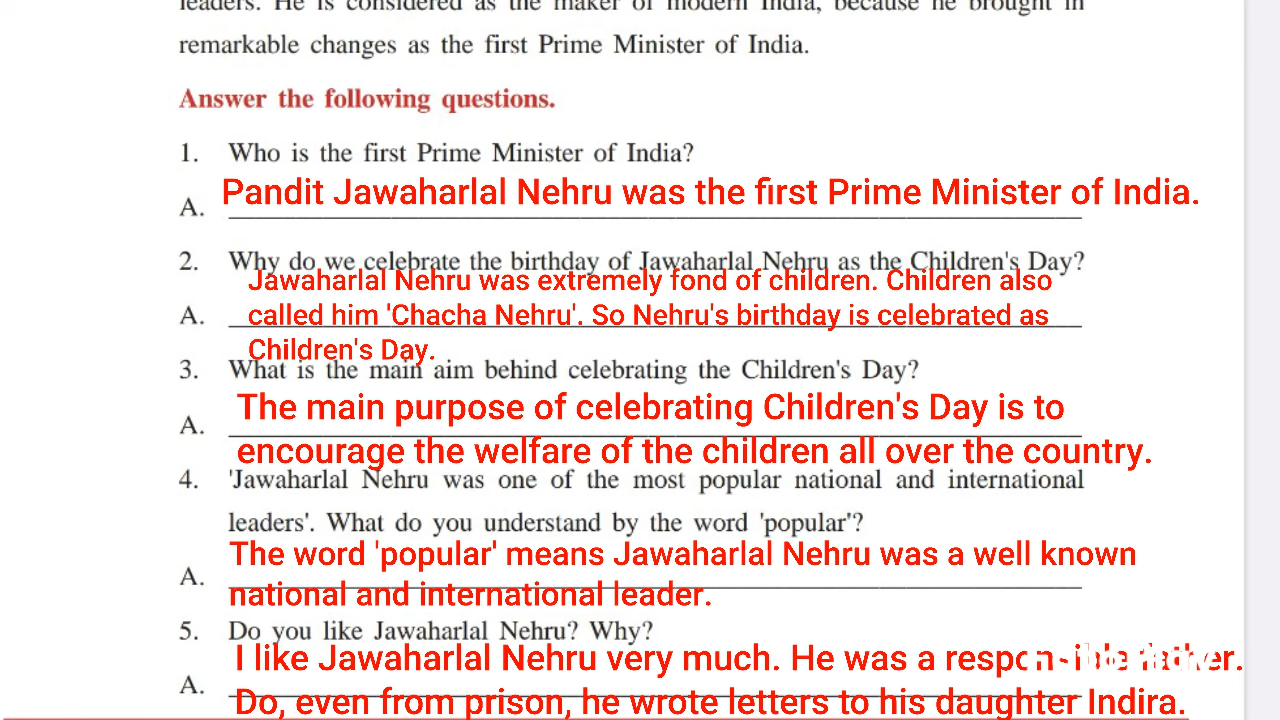 leaders. He is considered as the maker of modern India, because he brought in
remarkable changes as the first Prime Minister of India.
Answer the following questions.
1. Who is the first Prime Minister of India?
A. Pandit Jawaharlal Nehru was the first Prime Minister of India.
2. Why do we celebrate the birthday of Jawaharlal Nehru as the Children's Day?
Jawaharlal Nehru was extremely fond of children. Children also
A. called him 'Chacha Nehru'. So Nehru's birthday is celebrated as
Children's Day.
3. What is the main aim behind celebrating the Children's Day?
The main purpose of celebrating Children's Day is to
A.
encourage the welfare of the children all over the country.
4. 'Jawaharlal Nehru was one of the most popular national and international
leaders'. What do you understand by the word 'popular'?
The word 'popular' means Jawaharlal Nehru was a well known
A.
national and international leader.
5. Do you like Jawaharlal Nehru? Why?
I like Jawaharlal Nehru very much. He was a
A.
Do, even from prison, he wrote letters to his daughter Indira.